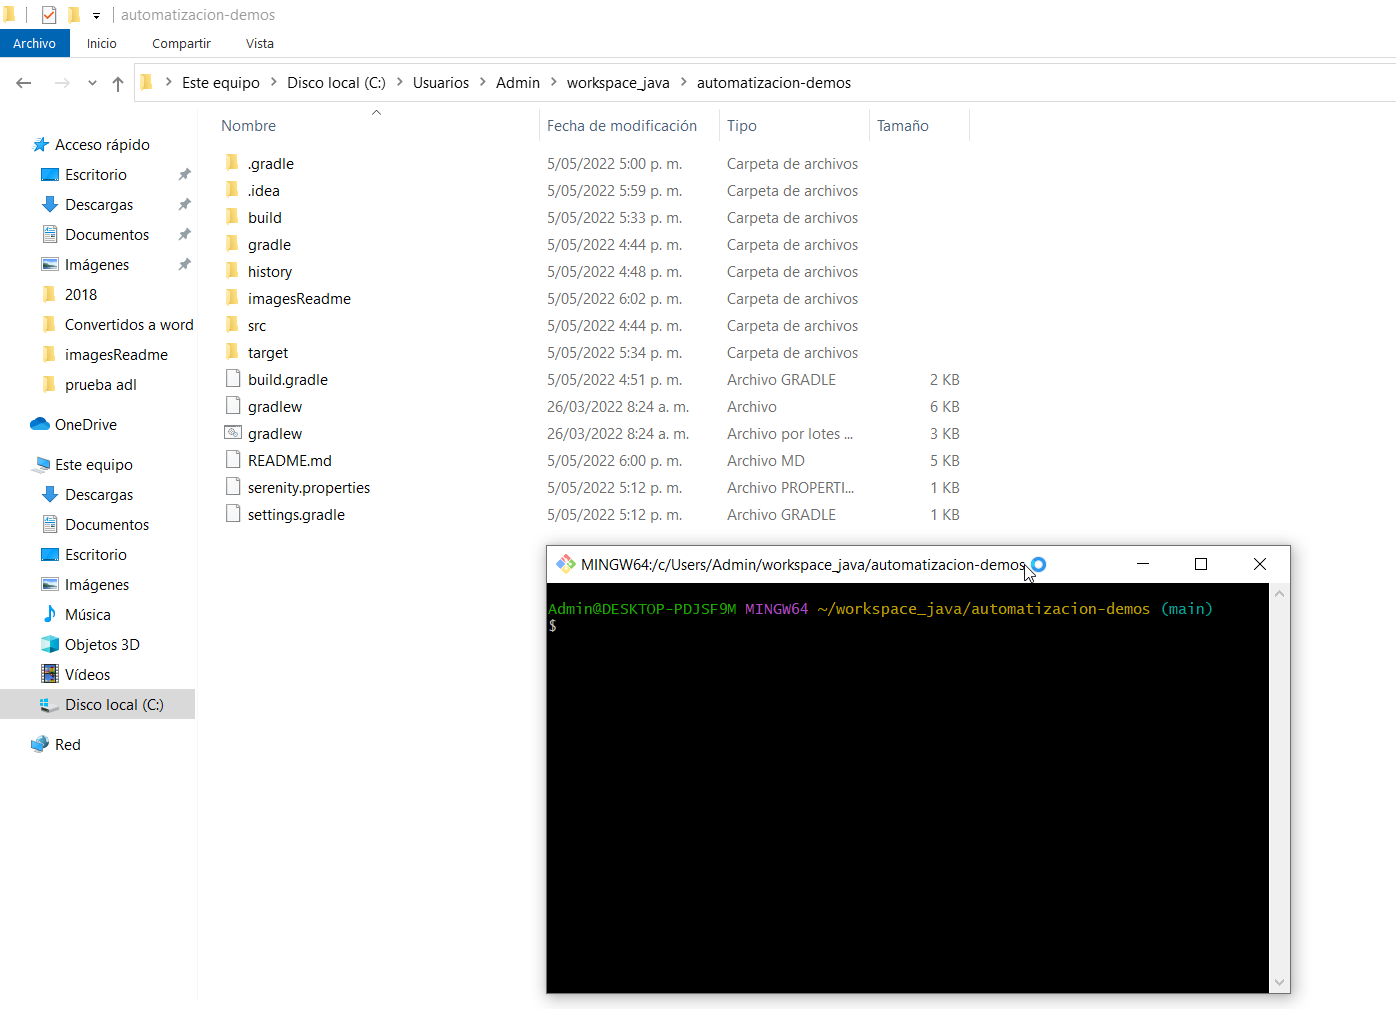 automatizacion-demos
Archivo Inicio Compartir Vista
Este equipo Disco local (C:) Usuarios Admin workspace_java automatizacion-demos
Nombre Fecha de modificación Tipo Tamaño
Acceso rápido
Escritorio
Descargas
Documentos
Imágenes
2018
Convertidos a word
imagesReadme
prueba adl
OneDrive
Este equipo
Descargas
Documentos
Escritorio
Imágenes
Música
Objetos 3D
Vídeos
Disco local (C:)
Red
.gradle 5/05/2022 5:00 p. m. Carpeta de archivos
.idea 5/05/2022 5:59 p. m. Carpeta de archivos
build 5/05/2022 5:33 p. m. Carpeta de archivos
gradle 5/05/2022 4:44 p. m. Carpeta de archivos
history 5/05/2022 4:48 p. m. Carpeta de archivos
imagesReadme 5/05/2022 6:02 p. m. Carpeta de archivos
src 5/05/2022 4:44 p. m. Carpeta de archivos
target 5/05/2022 5:34 p. m. Carpeta de archivos
build.gradle 5/05/2022 4:51 p. m. Archivo GRADLE 2 KB
gradlew 26/03/2022 8:24 a. m. Archivo 6 KB
gradlew 26/03/2022 8:24 a. m. Archivo por lotes ... 3 KB
README.md 5/05/2022 6:00 p. m. Archivo MD 5 KB
serenity.properties 5/05/2022 5:12 p. m. Archivo PROPERTI... 1 KB
settings.gradle 5/05/2022 5:12 p. m. Archivo GRADLE 1 KB
MINGW64:/c/Users/Admin/workspace_java/automatizacion-demos
Admin@DESKTOP-PDJSF9M MINGW64 ~/workspace_java/automatizacion-demos (main)
$